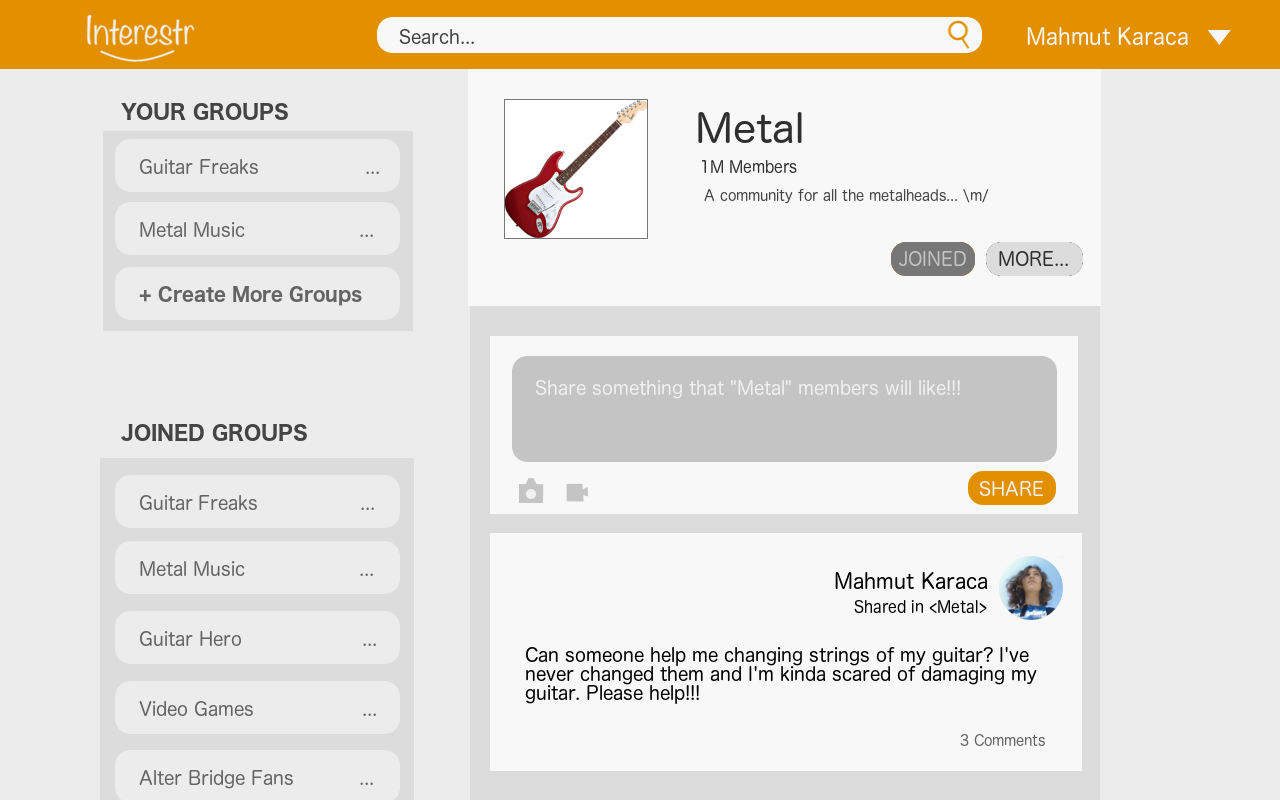 Interestr
Search...
Mahmut Karaca
YOUR GROUPS
Guitar Freaks ...
Metal Music ...
+ Create More Groups
JOINED GROUPS
Guitar Freaks ...
Metal Music ...
Guitar Hero ...
Video Games ...
Alter Bridge Fans ...
Metal
1M Members
A community for all the metalheads... \m/
JOINED
MORE...
Share something that "Metal" members will like!!!
SHARE
Mahmut Karaca
Shared in <Metal>
Can someone help me changing strings of my guitar? I've
never changed them and I'm kinda scared of damaging my
guitar. Please help!!!
3 Comments